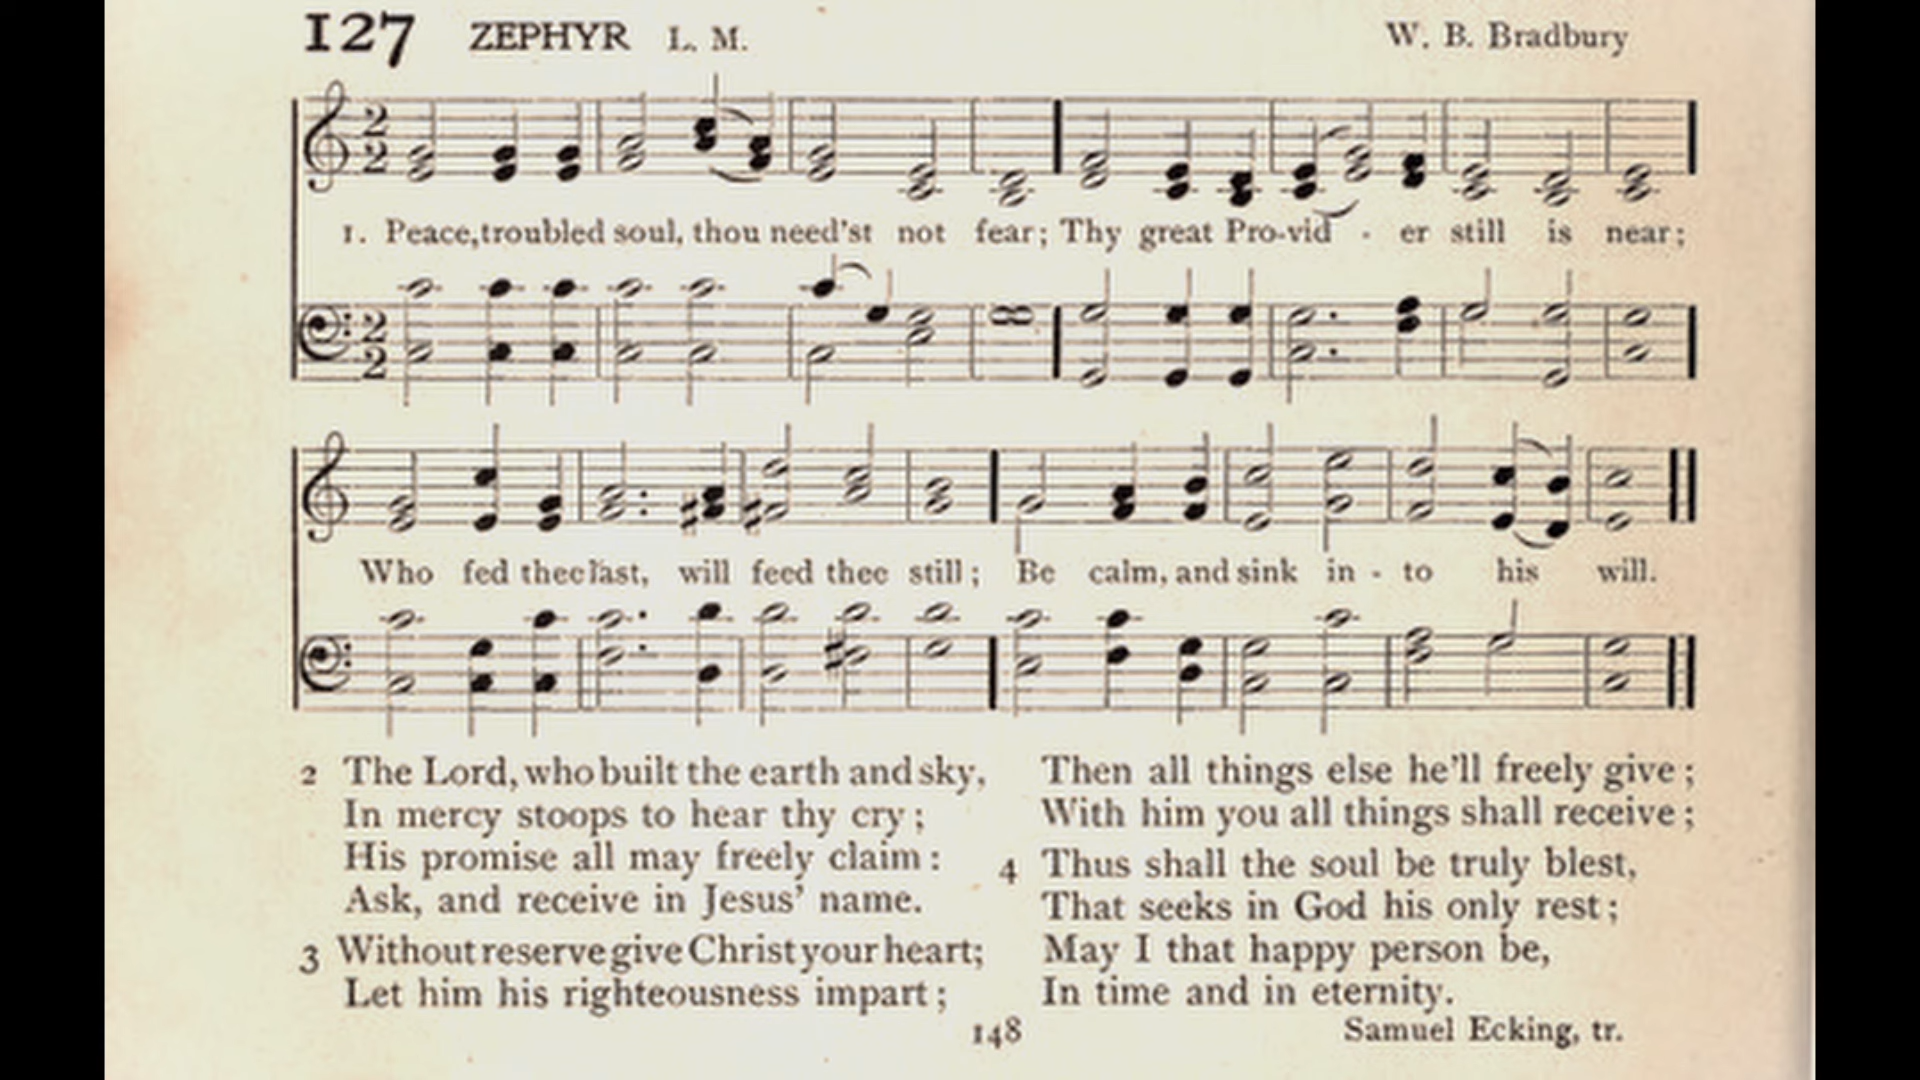 127 ZEPHYR L. M. W. B. Bradbury
2
2
1. Peace, troubled soul, thou need'st not fear; Thy great Pro-vid - er still is near;
2
2
Who fed thee last, will feed thee still; Be calm, and sink in - to his will.
2 The Lord, who built the earth and sky,
In mercy stoops to hear thy cry;
His promise all may freely claim:
Ask, and receive in Jesus' name.
3 Without reserve give Christ your heart;
Let him his righteousness impart;
Then all things else he'll freely give;
With him you all things shall receive;
4 Thus shall the soul be truly blest,
That seeks in God his only rest;
May I that happy person be,
In time and in eternity.
Samuel Ecking, tr.
148